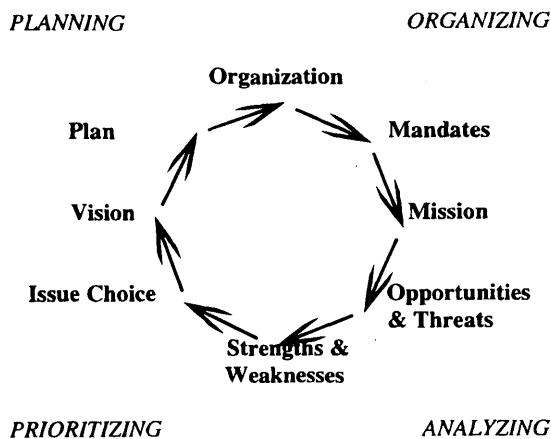 PLANNING
ORGANIZING
Organization
Plan
Mandates
Vision
Mission
Issue Choice
Opportunities
& Threats
Strengths &
Weaknesses
PRIORITIZING
ANALYZING